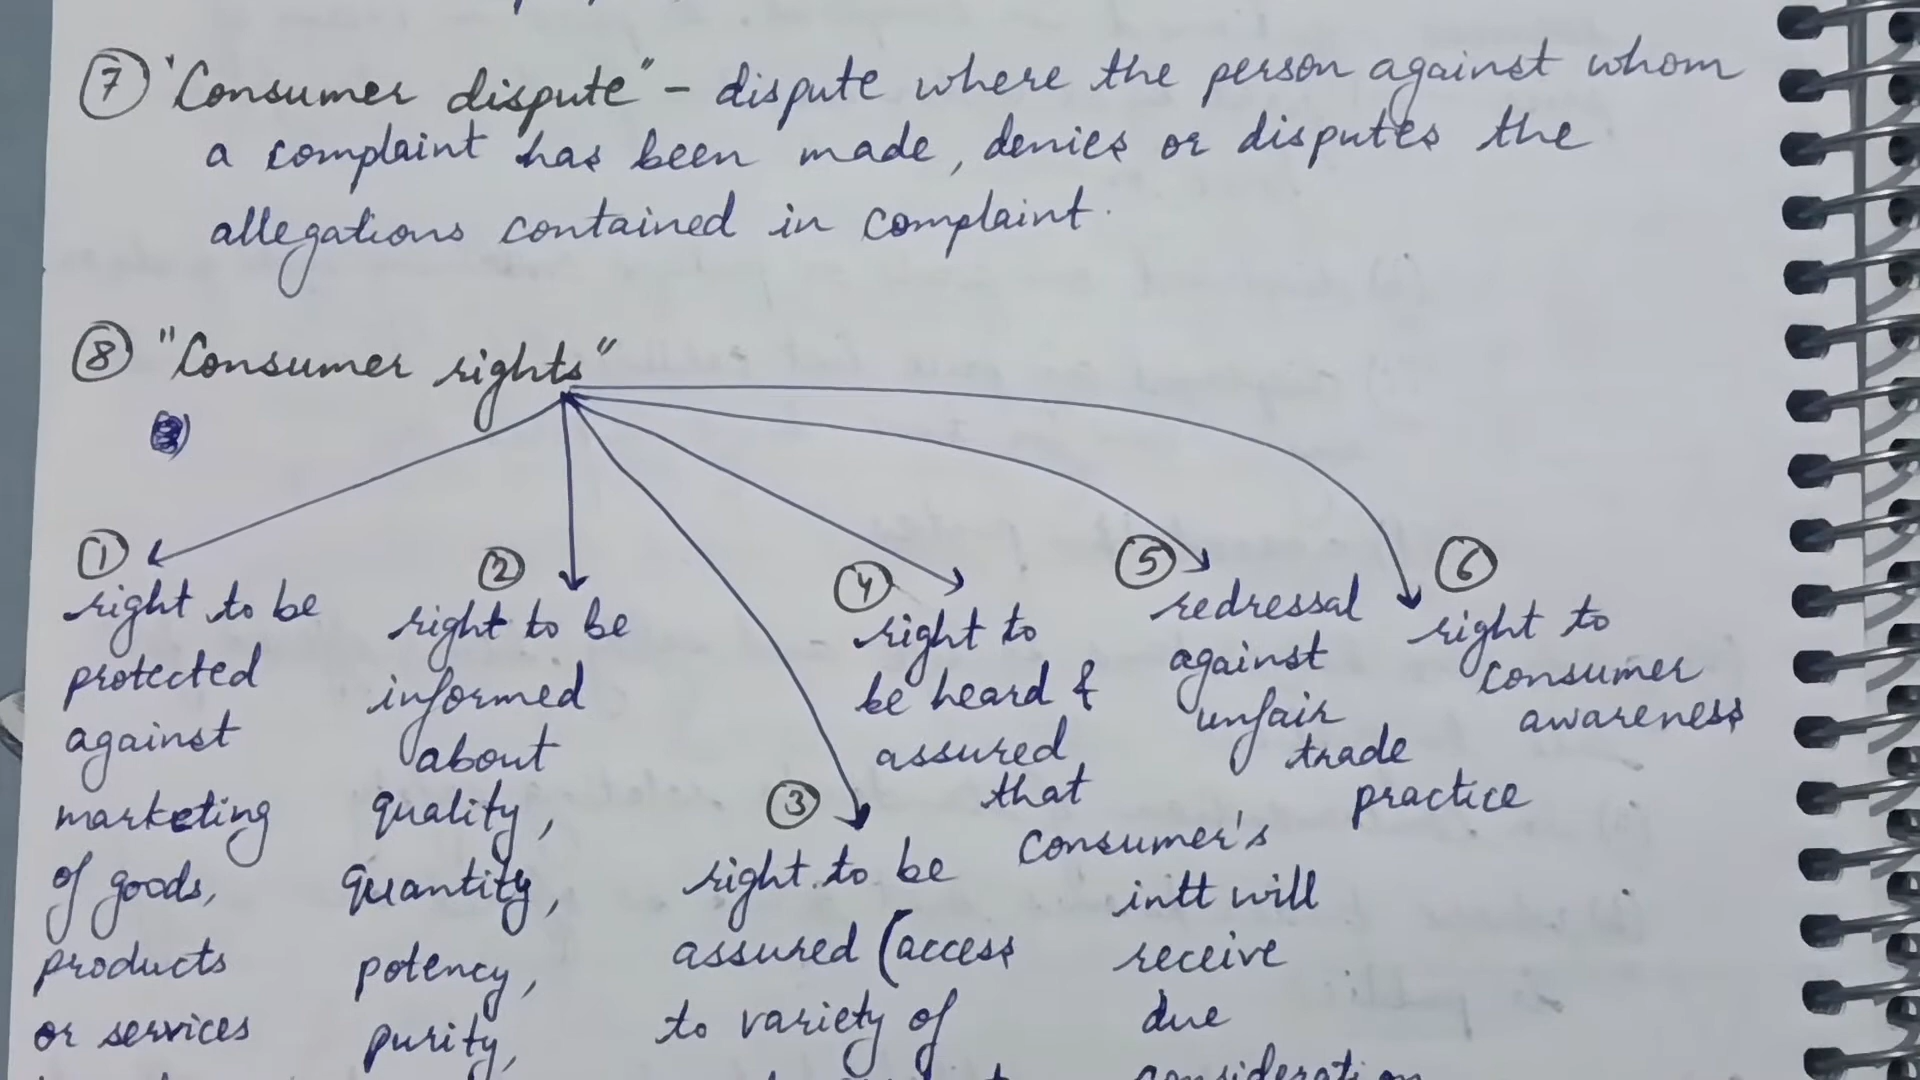 ⑦ "Consumer dispute" - dispute where the person against whom
a complaint has been made, denies or disputes the
allegations contained in complaint.
⑧ "Consumer rights"
①
right to be
protected
against
marketing
of goods,
products
or services
②
right to be
informed
about
quality,
quantity,
potency,
purity,
③
right to be
assured (access
to variety of
④
right to
be heard &
assured
that
consumer's
intt will
receive
due
consideration
⑤
redressal
against
unfair
trade
practice
⑥
right to
consumer
awareness